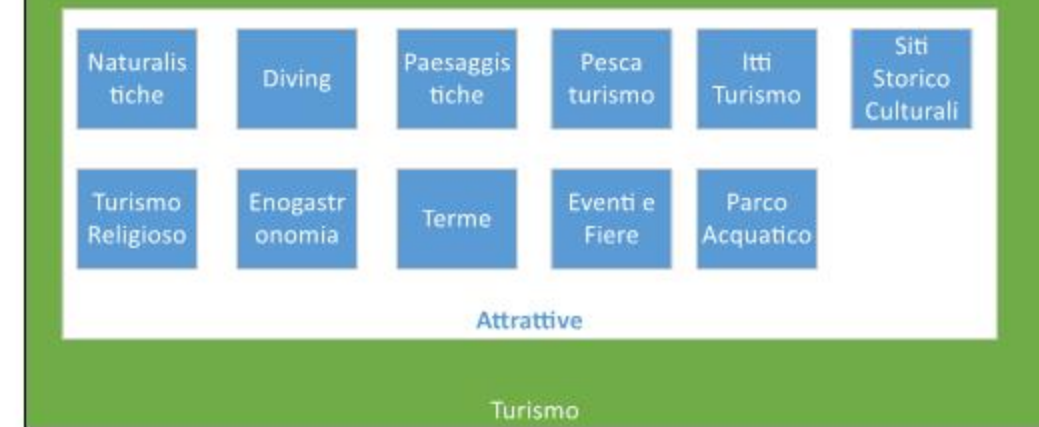 Naturalis
tiche
Diving
Paesaggis
tiche
Pesca
turismo
Itti
Turismo
Siti
Storico
Culturali
Turismo
Religioso
Enogastr
onomia
Terme
Eventi e
Fiere
Parco
Acquatico
Attrattive
Turismo